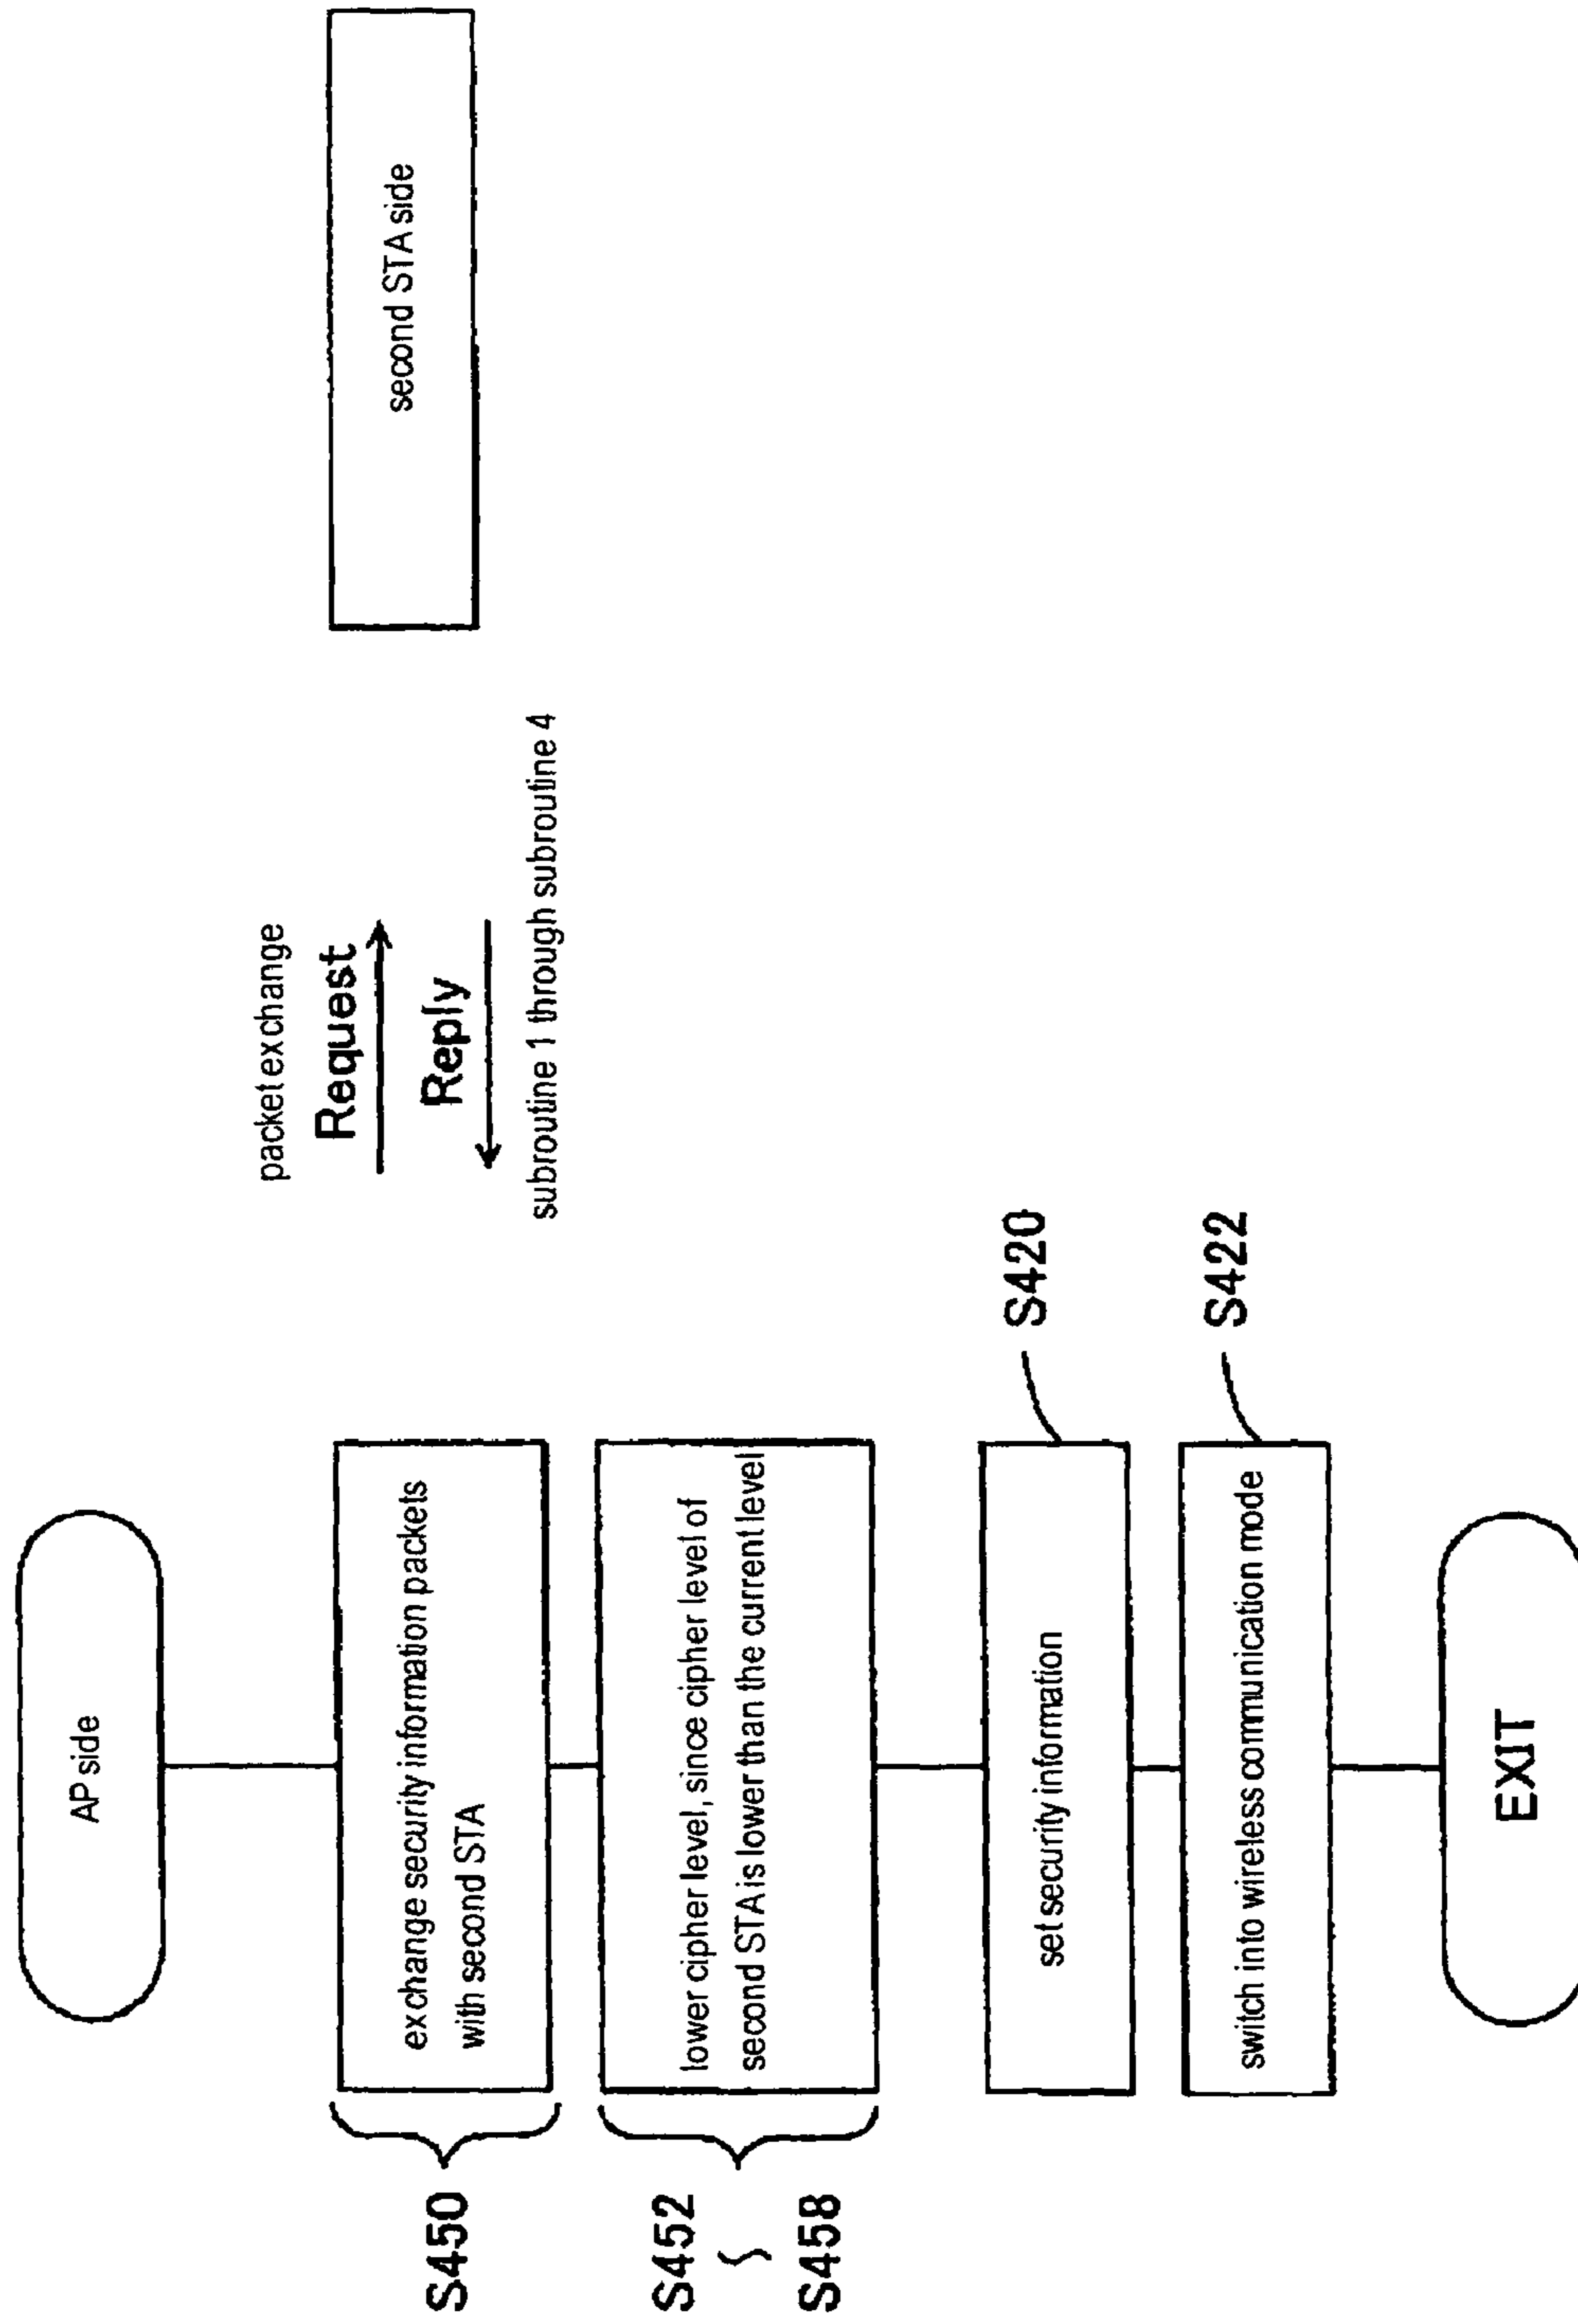 AP side
S450
exchange security information packets
with second STA
packet exchange
Request
Reply
subroutine 1 through subroutine 4
second STA side
S452
~
S458
lower cipher level, since cipher level of
second STA is lower than the current level
set security information
S420
switch into wireless communication mode
S422
EXIT